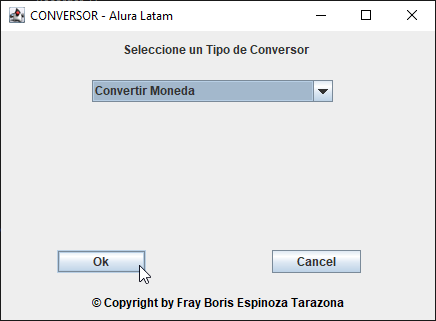 CONVERSOR - Alura Latam
Seleccione un Tipo de Conversor
Convertir Moneda
Ok Cancel
© Copyright by Fray Boris Espinoza Tarazona